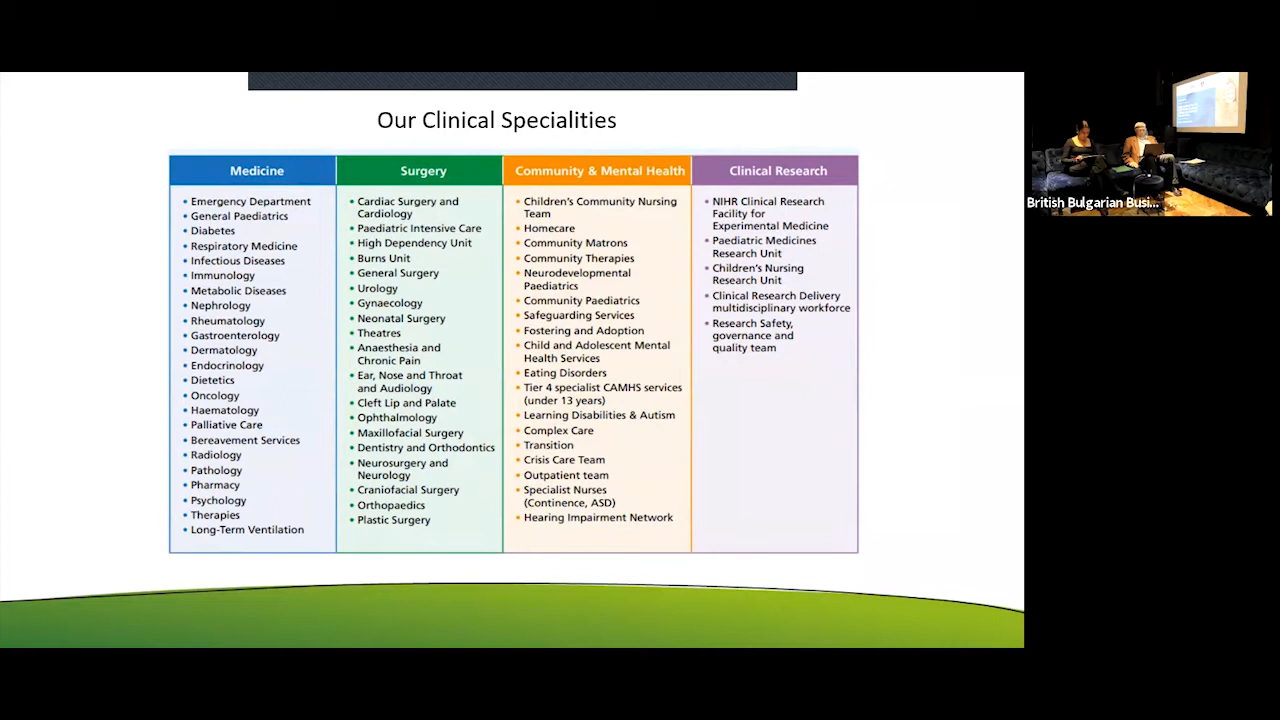 Our Clinical Specialities
Medicine
Emergency Department
General Paediatrics
Diabetes
Respiratory Medicine
Infectious Diseases
Immunology
Metabolic Diseases
Nephrology
Rheumatology
Gastroenterology
Dermatology
Endocrinology
Dietetics
Oncology
Haematology
Palliative Care
Bereavement Services
Radiology
Pathology
Pharmacy
Psychology
Therapies
Long-Term Ventilation
Surgery
Cardiac Surgery and
Cardiology
Paediatric Intensive Care
High Dependency Unit
Burns Unit
General Surgery
Urology
Gynaecology
Neonatal Surgery
Theatres
Anaesthesia and
Chronic Pain
Ear, Nose and Throat
and Audiology
Cleft Lip and Palate
Ophthalmology
Maxillofacial Surgery
Dentistry and Orthodontics
Neurosurgery and
Neurology
Craniofacial Surgery
Orthopaedics
Plastic Surgery
Community & Mental Health
Children's Community Nursing
Team
Homecare
Community Matrons
Community Therapies
Neurodevelopmental
Paediatrics
Community Paediatrics
Safeguarding Services
Fostering and Adoption
Child and Adolescent Mental
Health Services
Eating Disorders
Tier 4 specialist CAMHS services
(under 13 years)
Learning Disabilities & Autism
Complex Care
Transition
Crisis Care Team
Outpatient team
Specialist Nurses
(Continence, ASD)
Hearing Impairment Network
Clinical Research
NIHR Clinical Research
Facility for
Experimental Medicine
Paediatric Medicines
Research Unit
Children's Nursing
Research Unit
Clinical Research Delivery
multidisciplinary workforce
Research Safety,
governance and
quality team
British Bulgarian Busi...